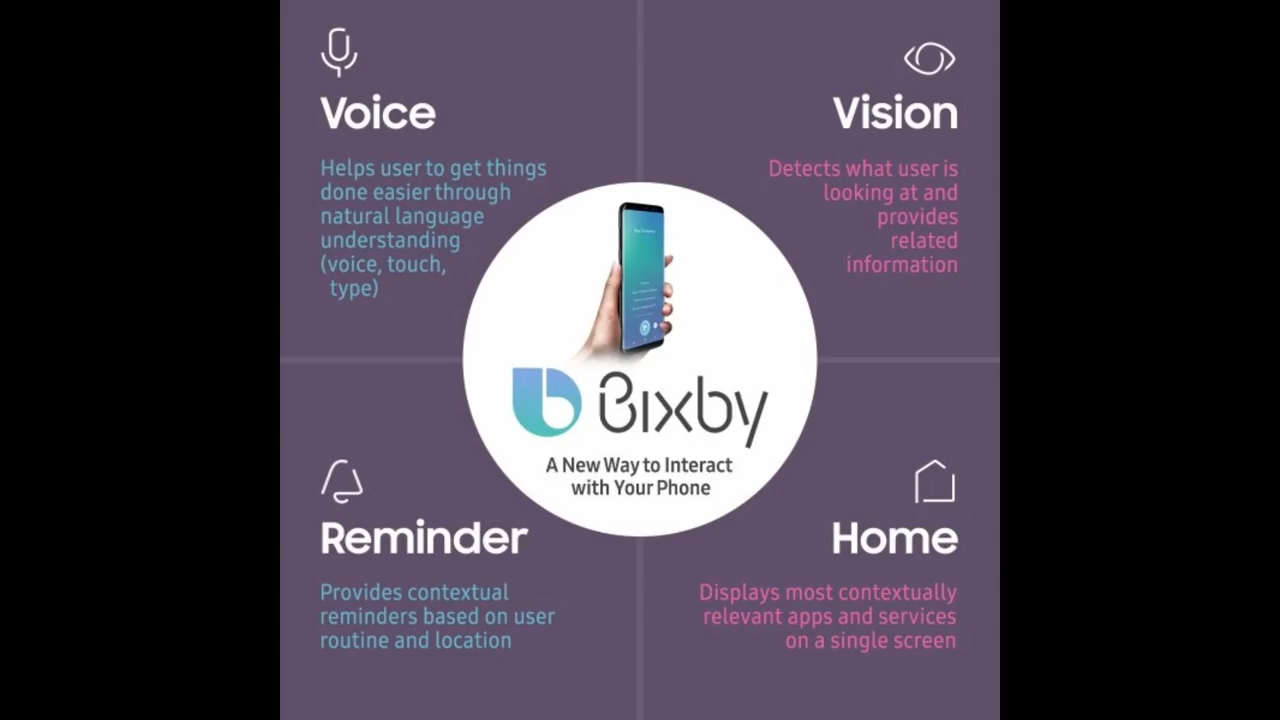 Voice
Helps user to get things
done easier through
natural language
understanding
(voice, touch,
type)
Vision
Detects what user is
looking at and
provides
related
information
Bixby
A New Way to Interact
with Your Phone
Reminder
Provides contextual
reminders based on user
routine and location
Home
Displays most contextually
relevant apps and services
on a single screen